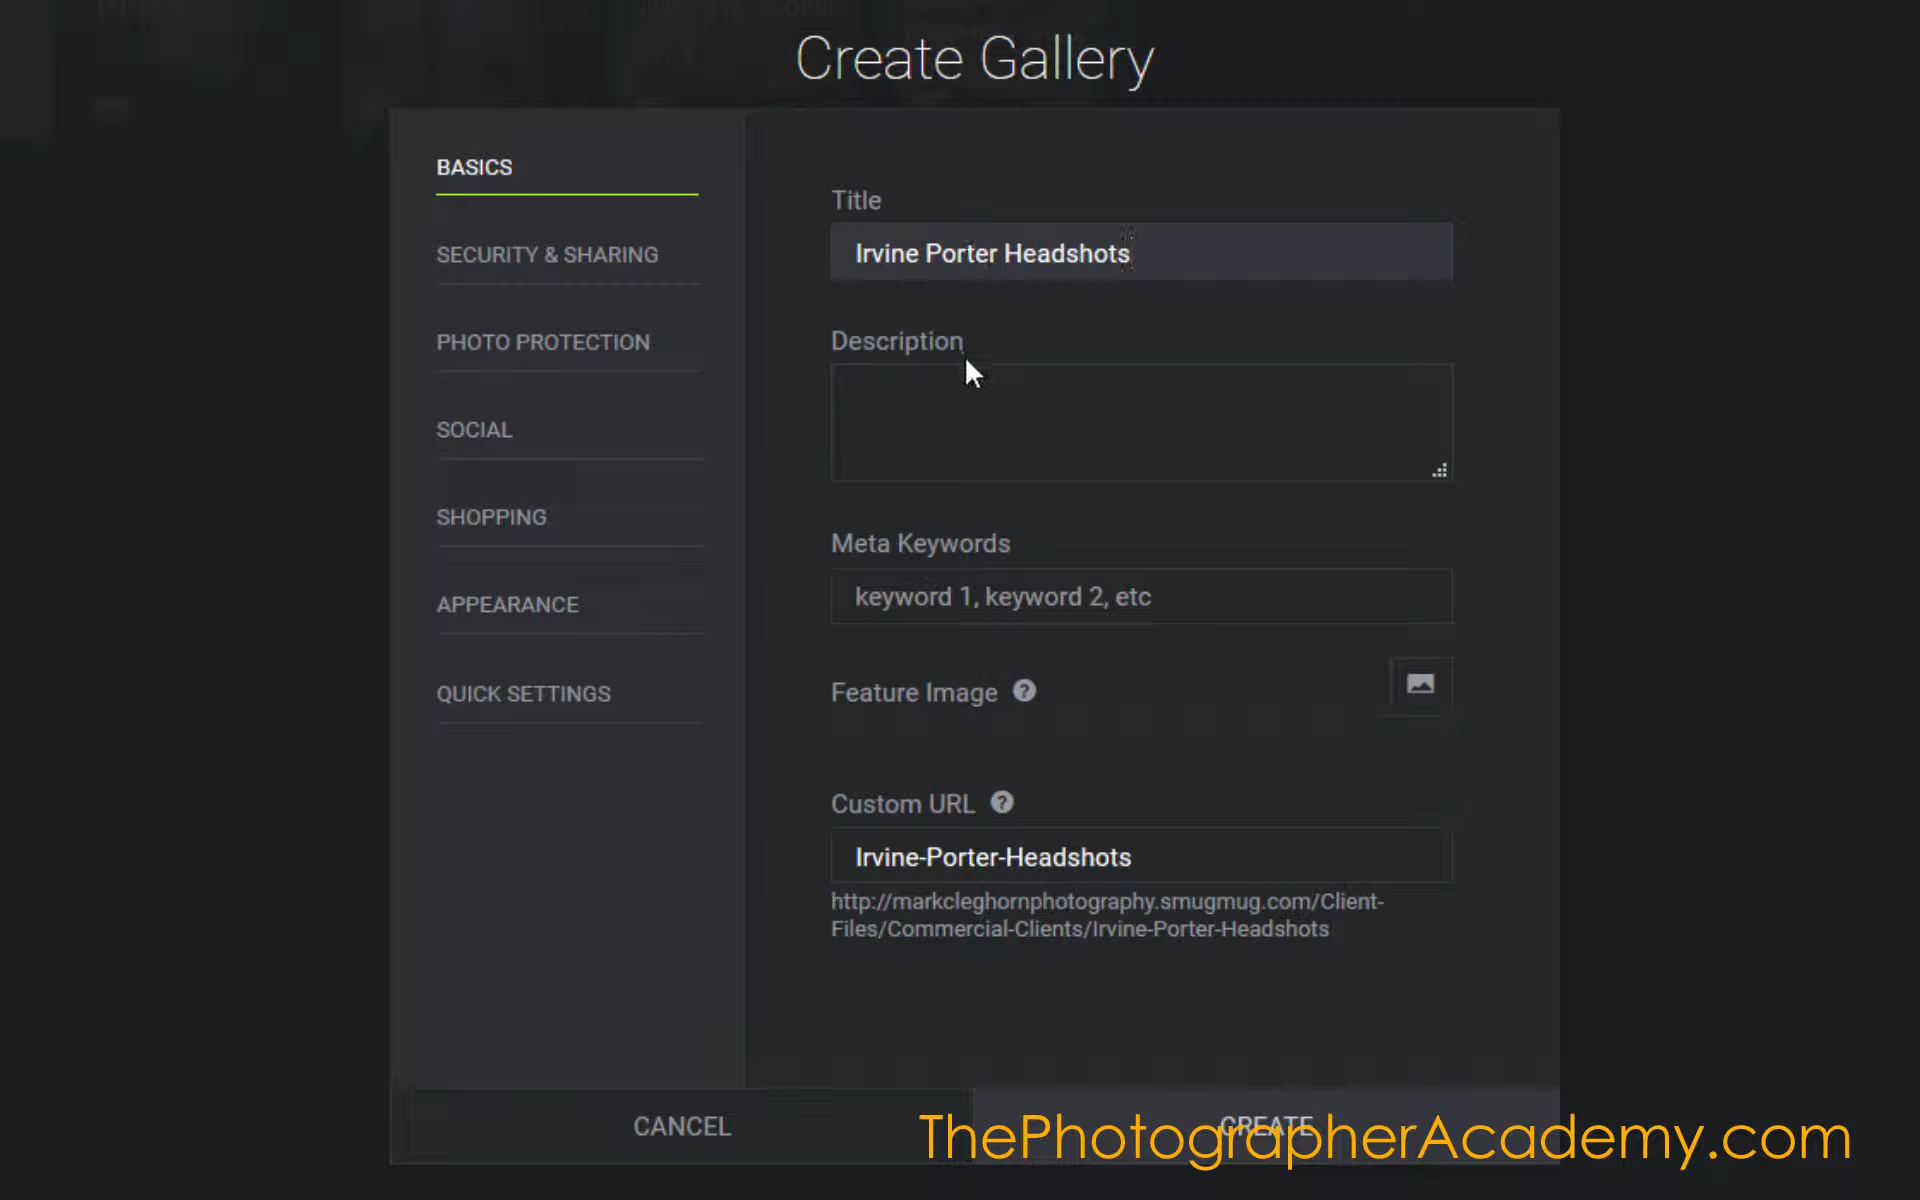 Create Gallery
BASICS
SECURITY & SHARING
PHOTO PROTECTION
SOCIAL
SHOPPING
APPEARANCE
QUICK SETTINGS
Title
Irvine Porter Headshots
Description
Meta Keywords
keyword 1, keyword 2, etc
Feature Image ?
Custom URL ?
Irvine-Porter-Headshots
http://markcleghornphotography.smugmug.com/Client-
Files/Commercial-Clients/Irvine-Porter-Headshots
CANCEL
CREATE
ThePhotographerAcademy.com